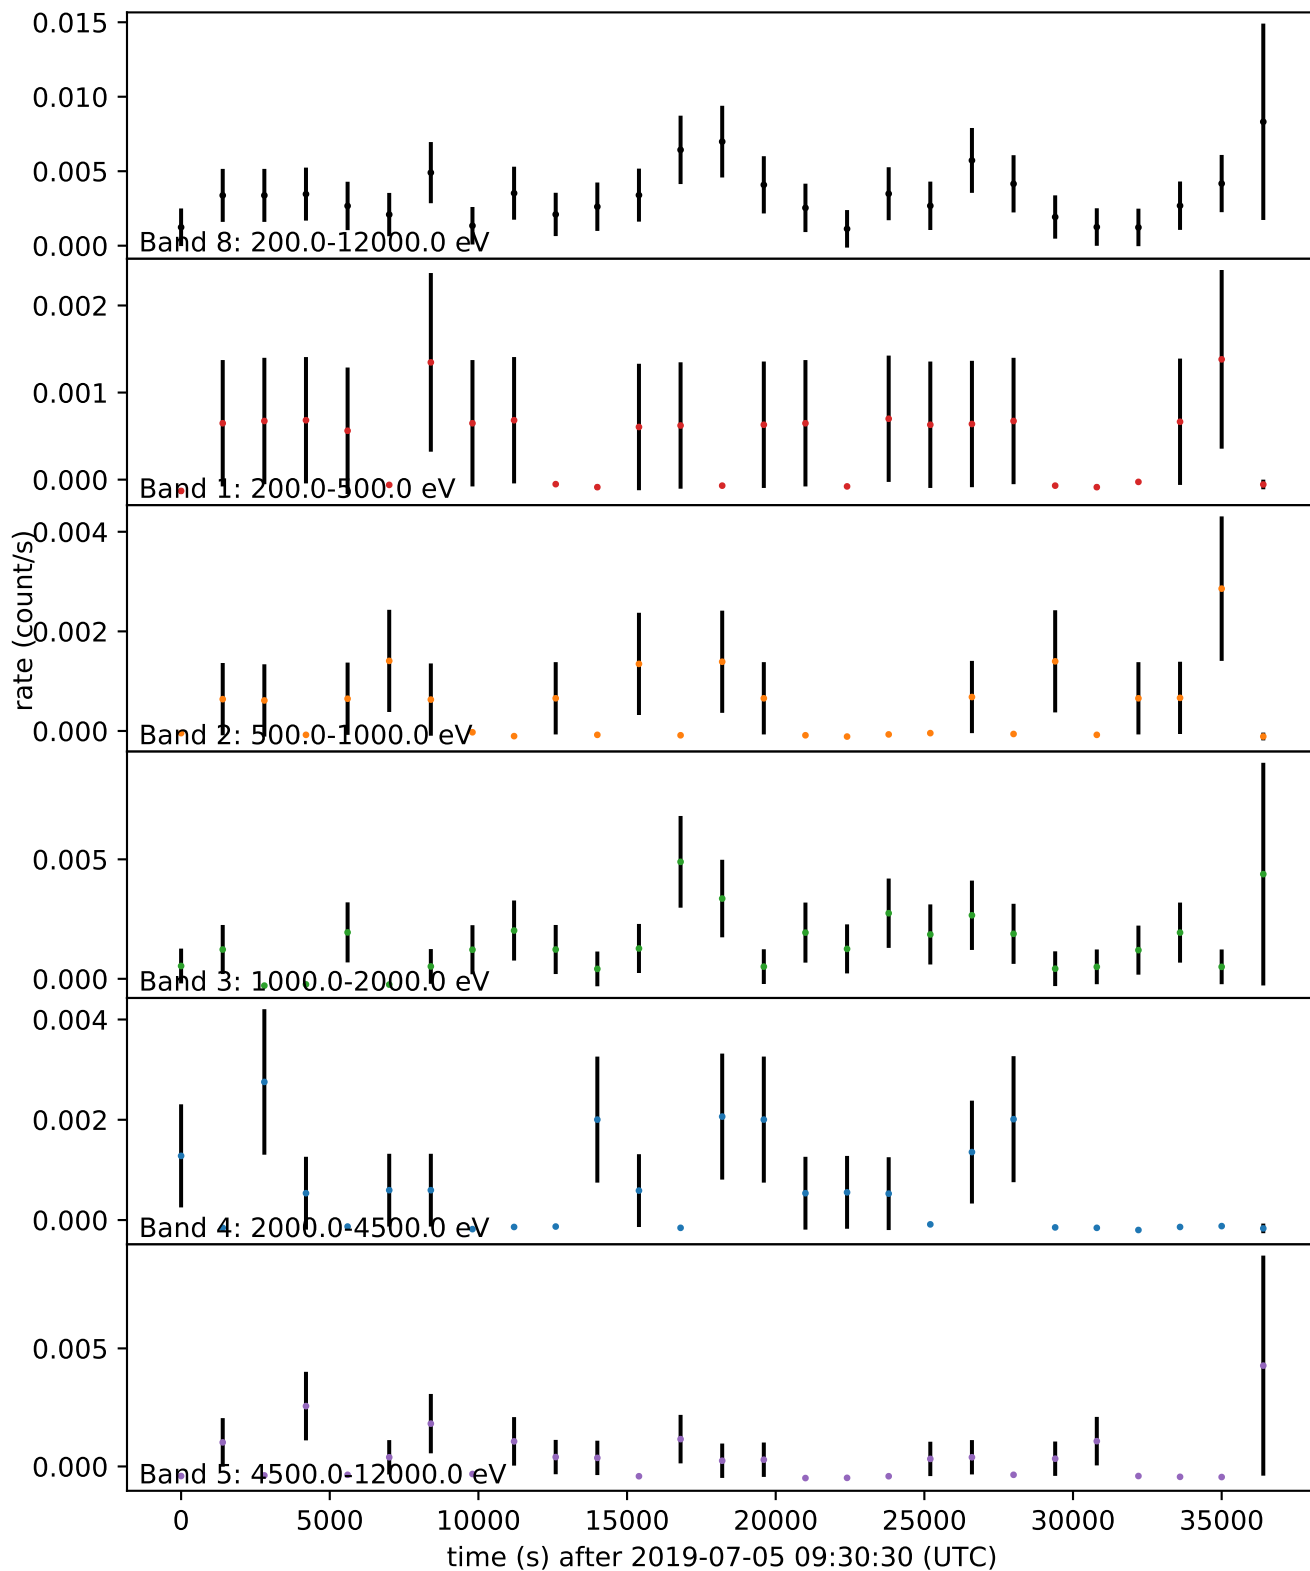 0.015
0.010
0.005
0.000
Band 8: 200.0-12000.0 eV
0.002
0.001
0.000
Band 1: 200.0-500.0 eV
rate (count/s)
0.004
0.002
0.000
Band 2: 500.0-1000.0 eV
0.005
0.000
Band 3: 1000.0-2000.0 eV
0.004
0.002
0.000
Band 4: 2000.0-4500.0 eV
0.005
0.000
Band 5: 4500.0-12000.0 eV
0 5000 10000 15000 20000 25000 30000 35000
time (s) after 2019-07-05 09:30:30 (UTC)